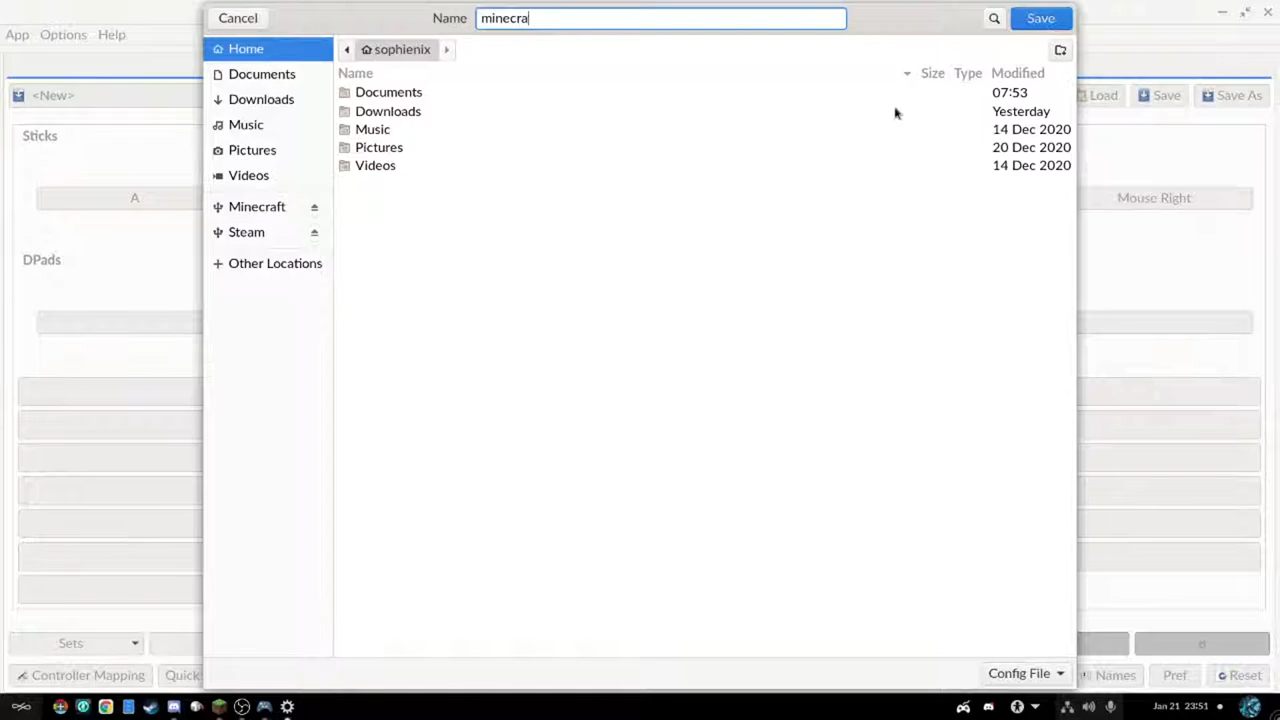 Cancel
Name
minecra
Save
App Options Help
Home
sophienix
Name Size Type Modified
Documents
Documents 07:53
<New>
Load Save Save As
Downloads
Downloads Yesterday
Music
Music 14 Dec 2020
Sticks
Pictures
Pictures 20 Dec 2020
Videos
Videos 14 Dec 2020
A
Mouse Right
Minecraft
Steam
DPads
Other Locations
Sets
Config File
Controller Mapping
Quick
Names
Pref
Reset
Jan 21 23:51